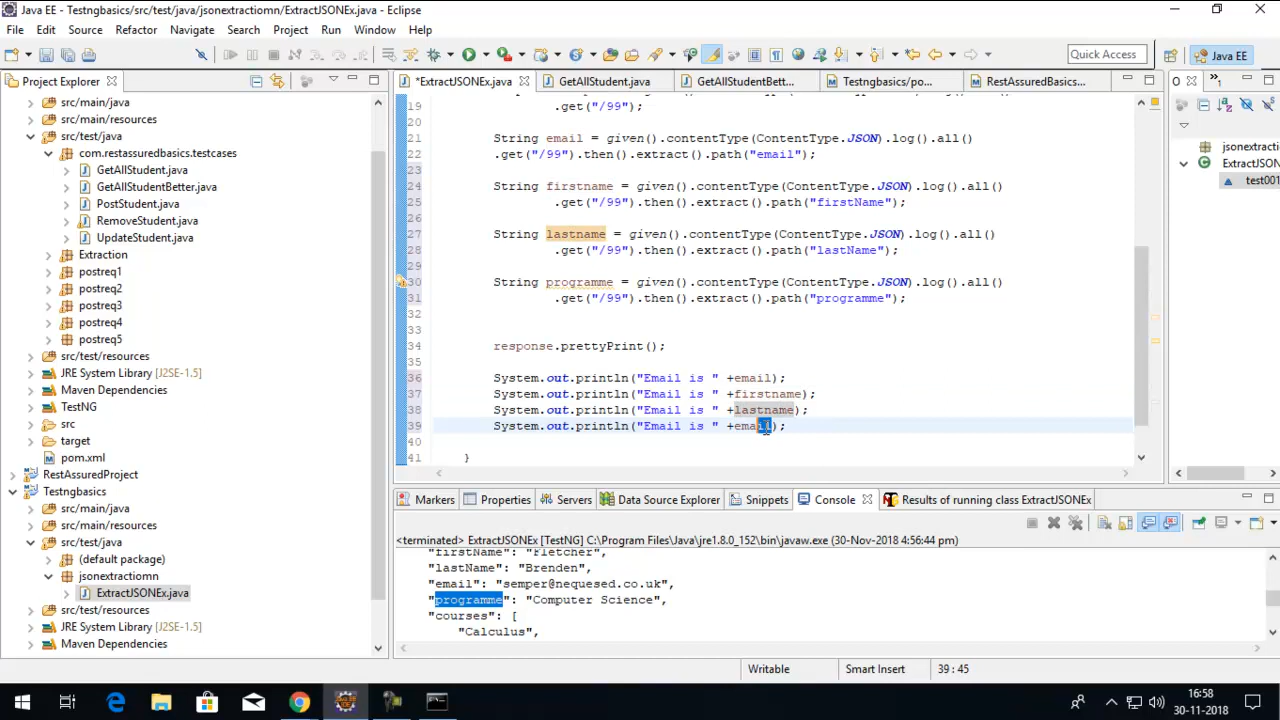 Java EE - Testngbasics/src/test/java/jsonextractiomn/ExtractJSONEx.java - Eclipse
File Edit Source Refactor Navigate Search Project Run Window Help
Quick Access
Java EE
Project Explorer
src/main/java
src/main/resources
src/test/java
com.restassuredbasics.testcases
GetAllStudent.java
GetAllStudentBetter.java
PostStudent.java
RemoveStudent.java
UpdateStudent.java
Extraction
postreq1
postreq2
postreq3
postreq4
postreq5
src/test/resources
JRE System Library [J2SE-1.5]
Maven Dependencies
TestNG
src
target
pom.xml
RestAssuredProject
Testngbasics
src/main/java
src/main/resources
src/test/java
(default package)
jsonextractiomn
ExtractJSONEx.java
src/test/resources
JRE System Library [J2SE-1.5]
Maven Dependencies
*ExtractJSONEx.java GetAllStudent.java GetAllStudentBett... Testngbasics/po... RestAssuredBasics...
19 .get("/99");
20
21 String email = given().contentType(ContentType.JSON).log().all()
22 .get("/99").then().extract().path("email");
23
24 String firstname = given().contentType(ContentType.JSON).log().all()
25 .get("/99").then().extract().path("firstName");
26
27 String lastname = given().contentType(ContentType.JSON).log().all()
28 .get("/99").then().extract().path("lastName");
29
30 String programme = given().contentType(ContentType.JSON).log().all()
31 .get("/99").then().extract().path("programme");
32
33
34 response.prettyPrint();
35
36 System.out.println("Email is " +email);
37 System.out.println("Email is " +firstname);
38 System.out.println("Email is " +lastname);
39 System.out.println("Email is " +email);
40
41 }
O
jsonextractiomn
ExtractJSON
test001
Markers Properties Servers Data Source Explorer Snippets Console Results of running class ExtractJSONEx
<terminated> ExtractJSONEx [TestNG] C:\Program Files\Java\jre1.8.0_152\bin\javaw.exe (30-Nov-2018 4:56:44 pm)
"firstName": "Fletcher",
"lastName": "Brenden",
"email": "semper@nequesed.co.uk",
"programme": "Computer Science",
"courses": [
"Calculus",
Writable Smart Insert 39 : 45
16:58
30-11-2018